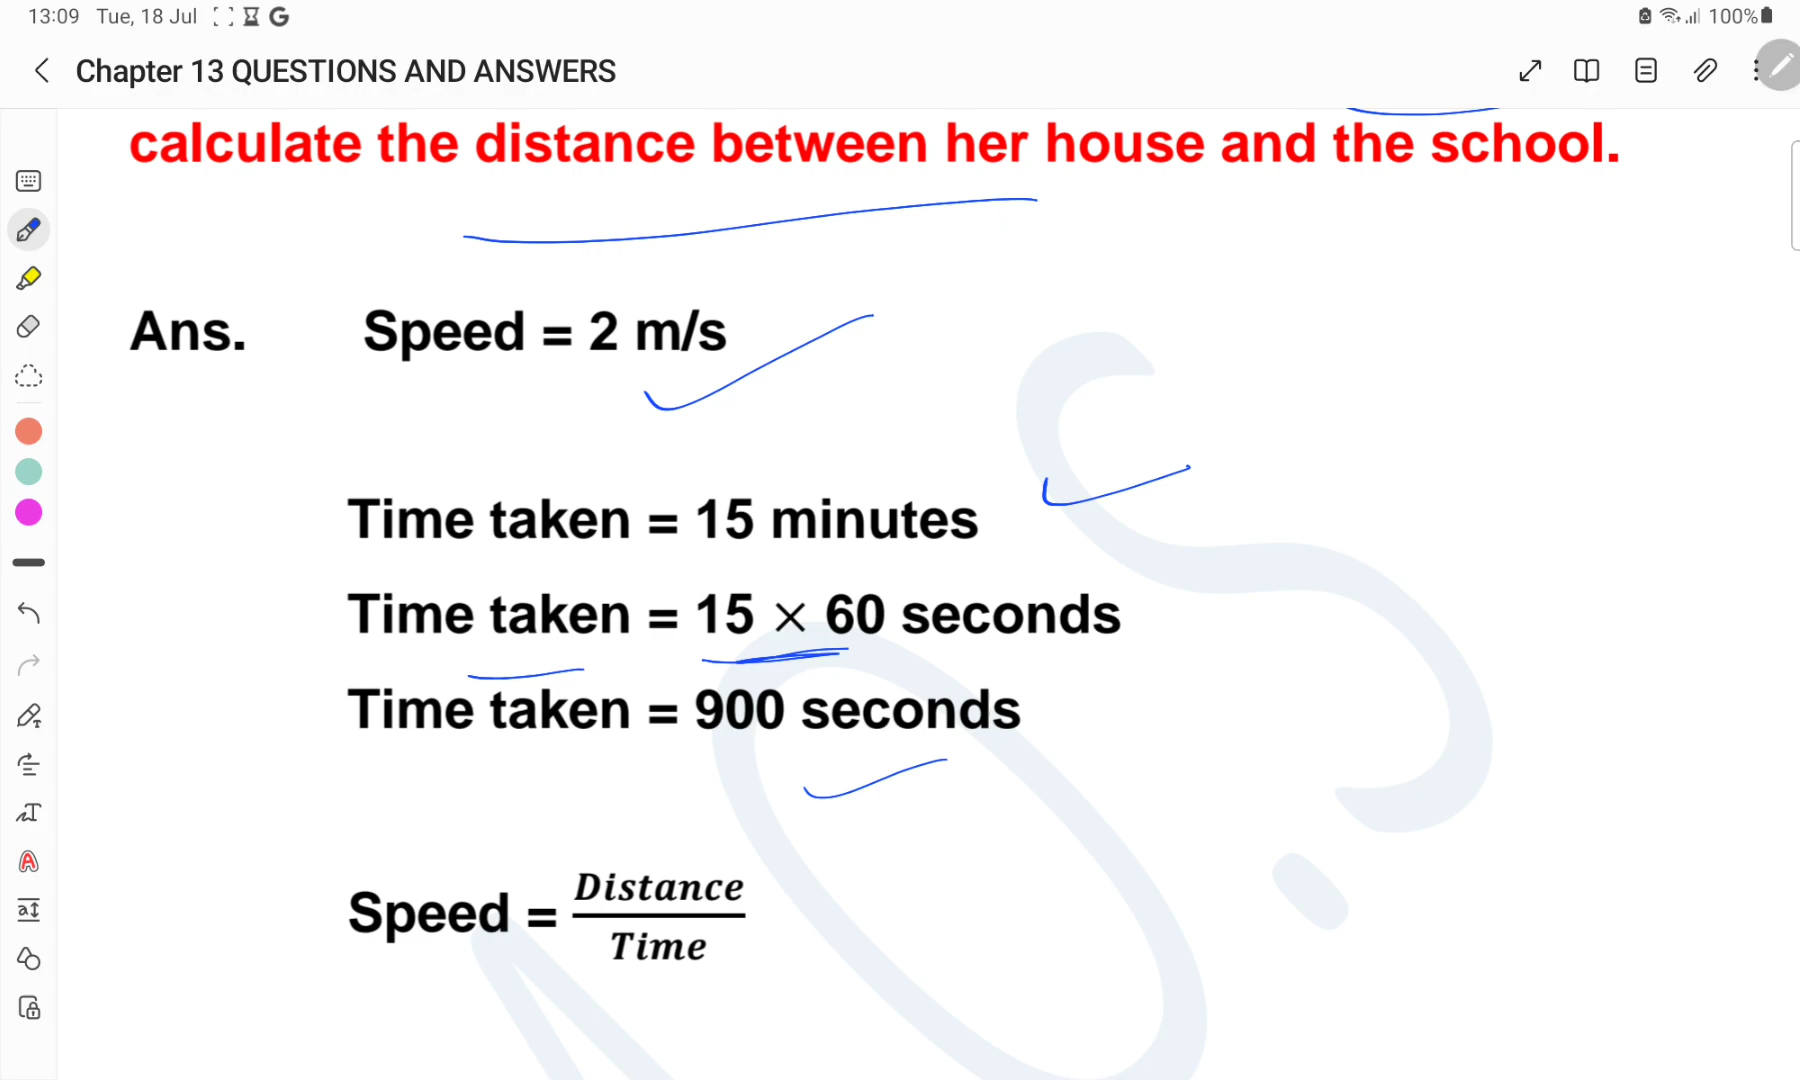 13:09 Tue, 18 Jul G 100%
Chapter 13 QUESTIONS AND ANSWERS
calculate the distance between her house and the school.
Ans. Speed = 2 m/s
Time taken = 15 minutes
Time taken = 15 × 60 seconds
Time taken = 900 seconds
Speed = Distance
Time